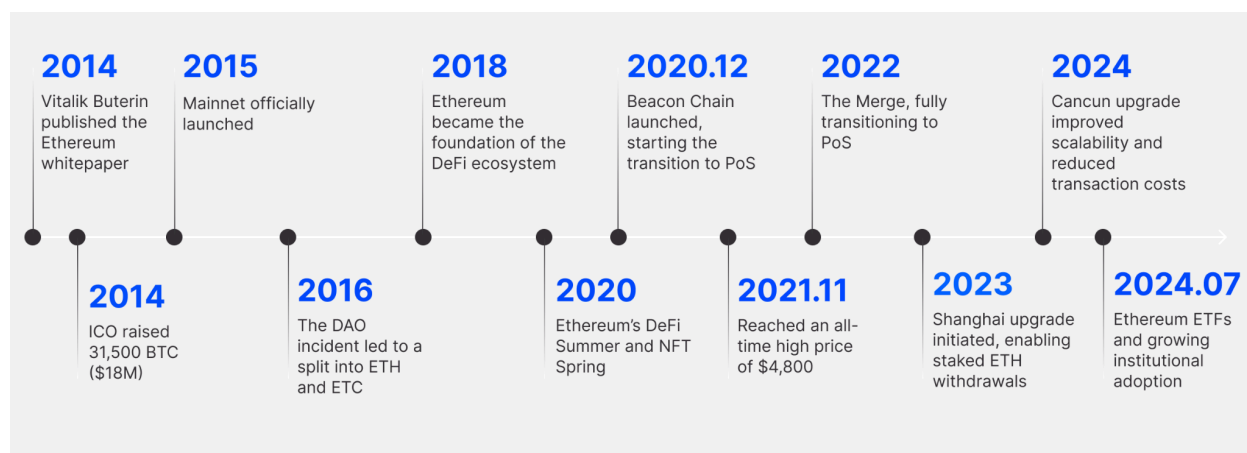 2014
Vitalik Buterin
published the
Ethereum
whitepaper
2014
ICO raised
31,500 BTC
($18M)
2015
Mainnet officially
launched
2016
The DAO
incident led to a
split into ETH
and ETC
2018
Ethereum
became the
foundation of the
DeFi ecosystem
2020
Ethereum’s DeFi
Summer and NFT
Spring
2020.12
Beacon Chain
launched,
starting the
transition to PoS
2021.11
Reached an all-
time high price
of $4,800
2022
The Merge, fully
transitioning to
PoS
2023
Shanghai upgrade
initiated, enabling
staked ETH
withdrawals
2024
Cancun upgrade
improved
scalability and
reduced
transaction costs
2024.07
Ethereum ETFs
and growing
institutional
adoption